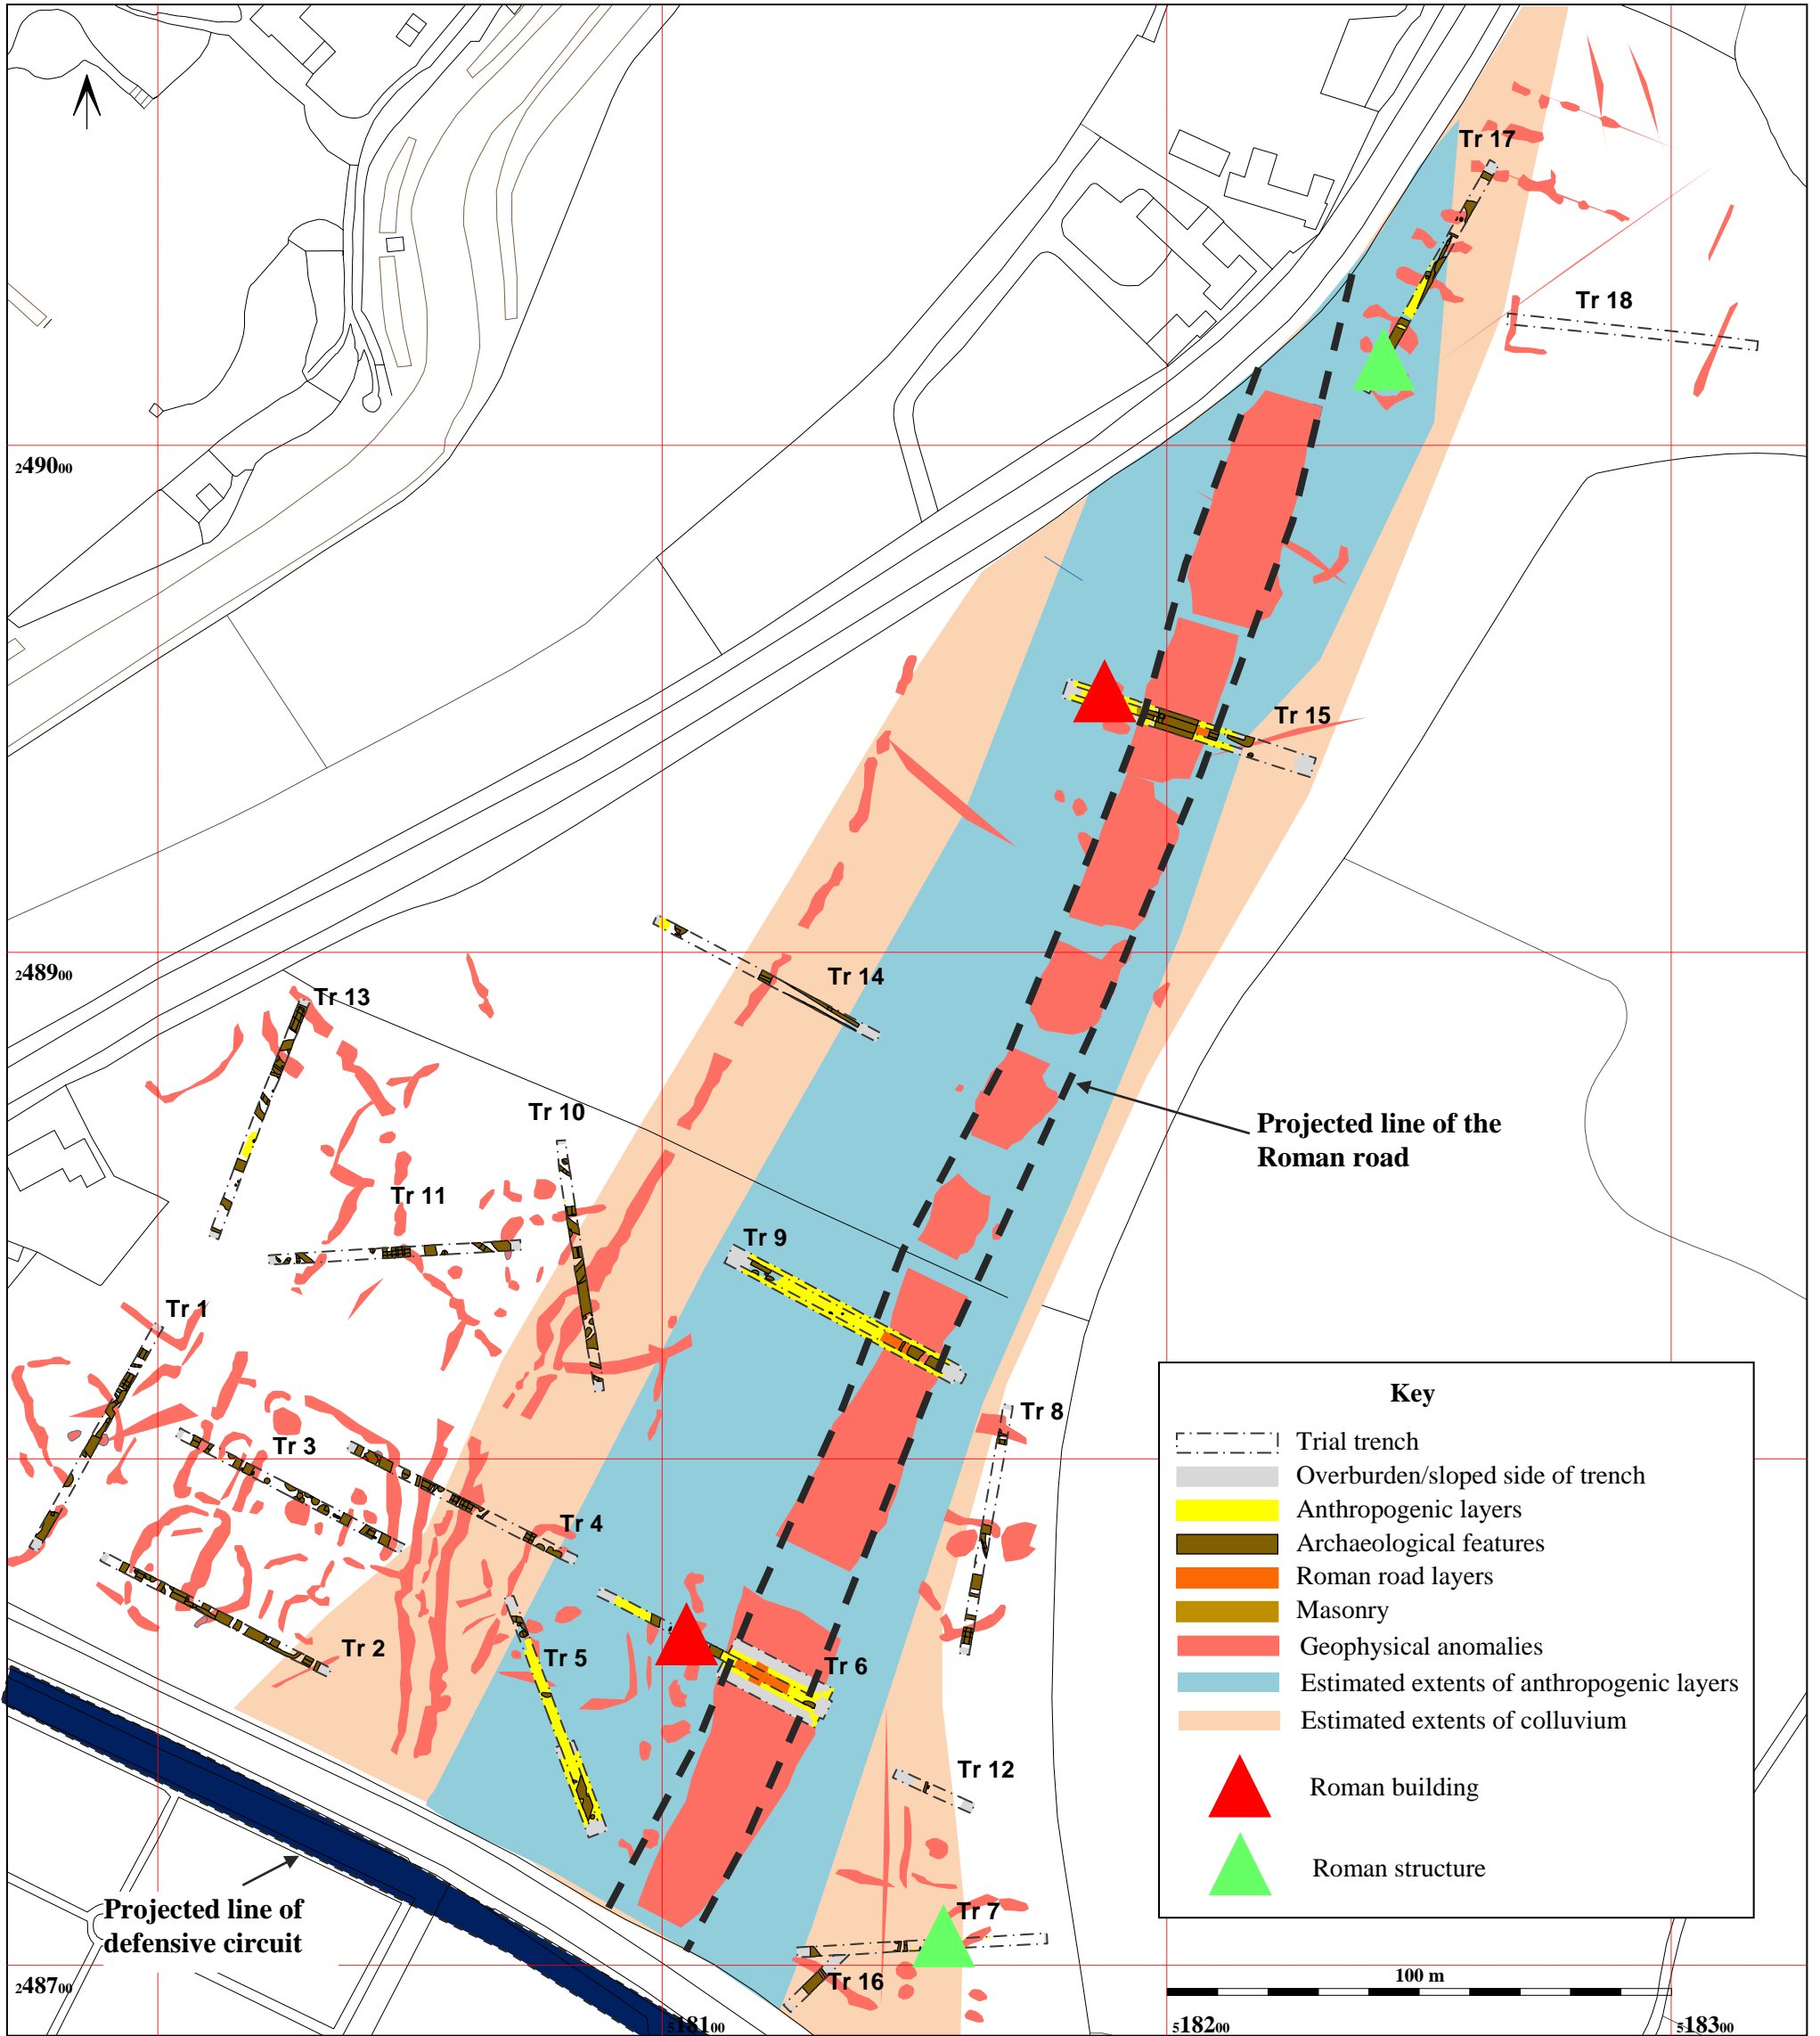 Tr 17
Tr 18
249000
Tr 15
248900
Tr 14
Tr 13
Tr 10
Projected line of the
Roman road
Tr 11
Tr 9
Tr 1
Key
Tr 8
Trial trench
Tr 3
Overburden/sloped side of trench
Anthropogenic layers
Tr 4
Archaeological features
Roman road layers
Masonry
Tr 2
Tr 5
Tr 6
Geophysical anomalies
Estimated extents of anthropogenic layers
Estimated extents of colluvium
Tr 12
Roman building
Roman structure
Projected line of
defensive circuit
Tr 7
Tr 16
248700
100 m
518100
518200
518300